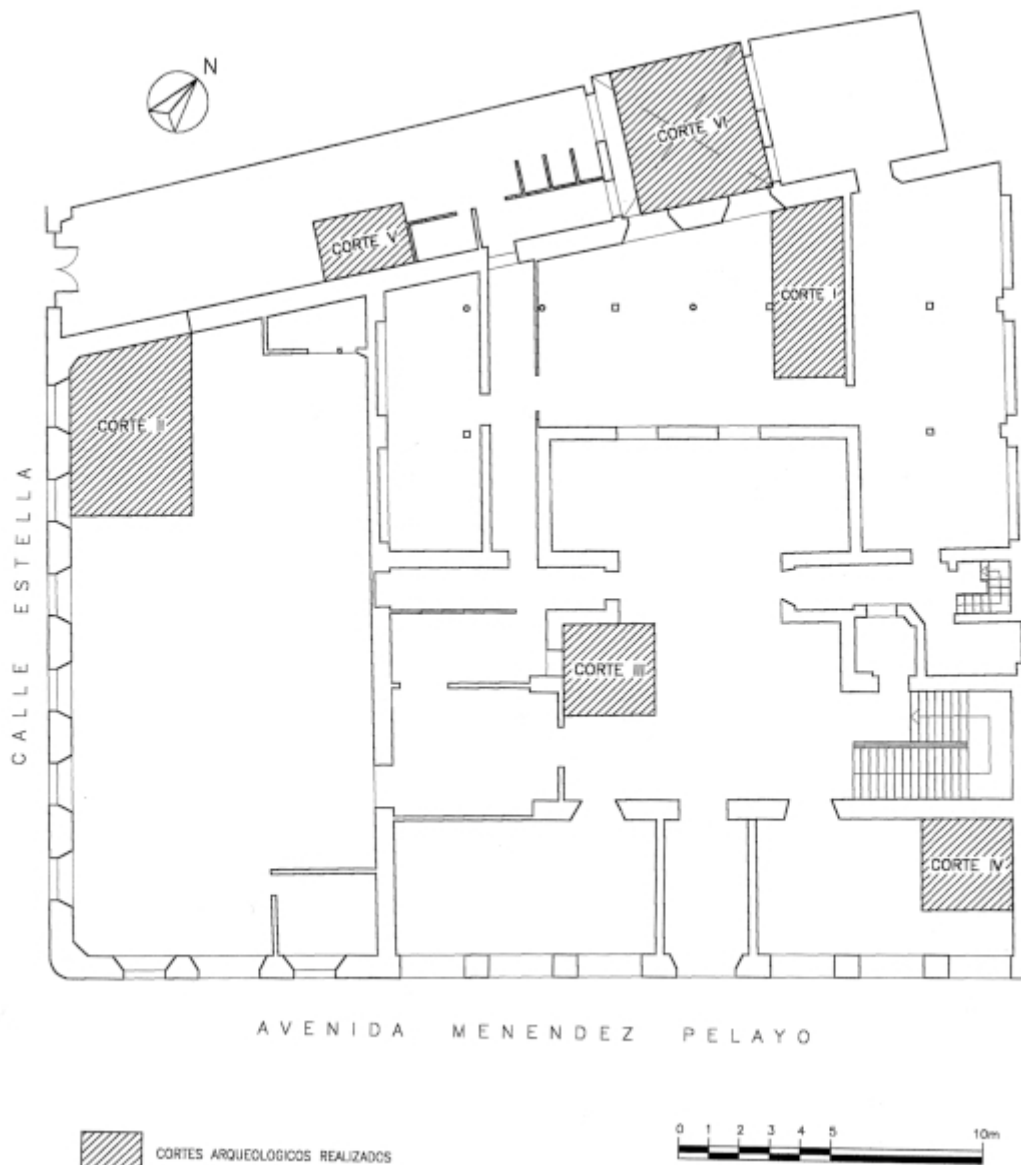 N
CORTE VI
CORTE V
CORTE I
CORTE II
CALLE ESTELLA
CORTE III
CORTE IV
AVENIDA MENENDEZ PELAYO
CORTES ARQUEOLOGICOS REALIZADOS
0 1 2 3 4 5 10m